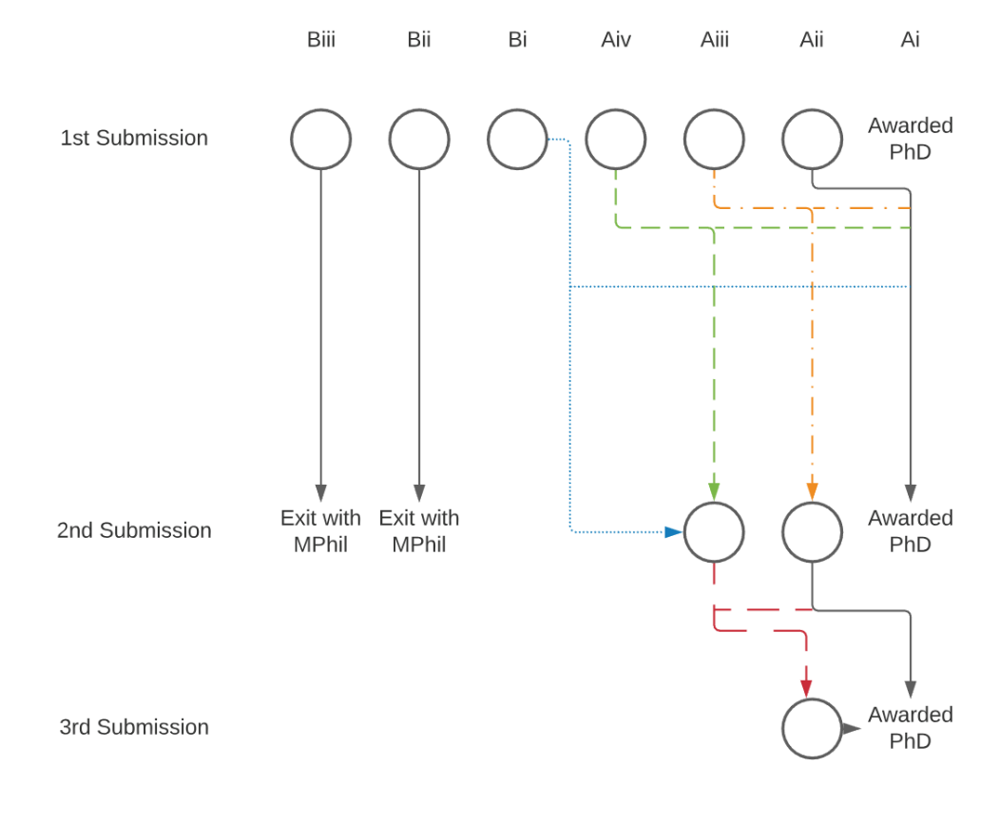 Biii Bii Bi Aiv Aiii Aii Ai
1st Submission
Awarded
PhD
2nd Submission
Exit with
MPhil
Exit with
MPhil
Awarded
PhD
3rd Submission
Awarded
PhD